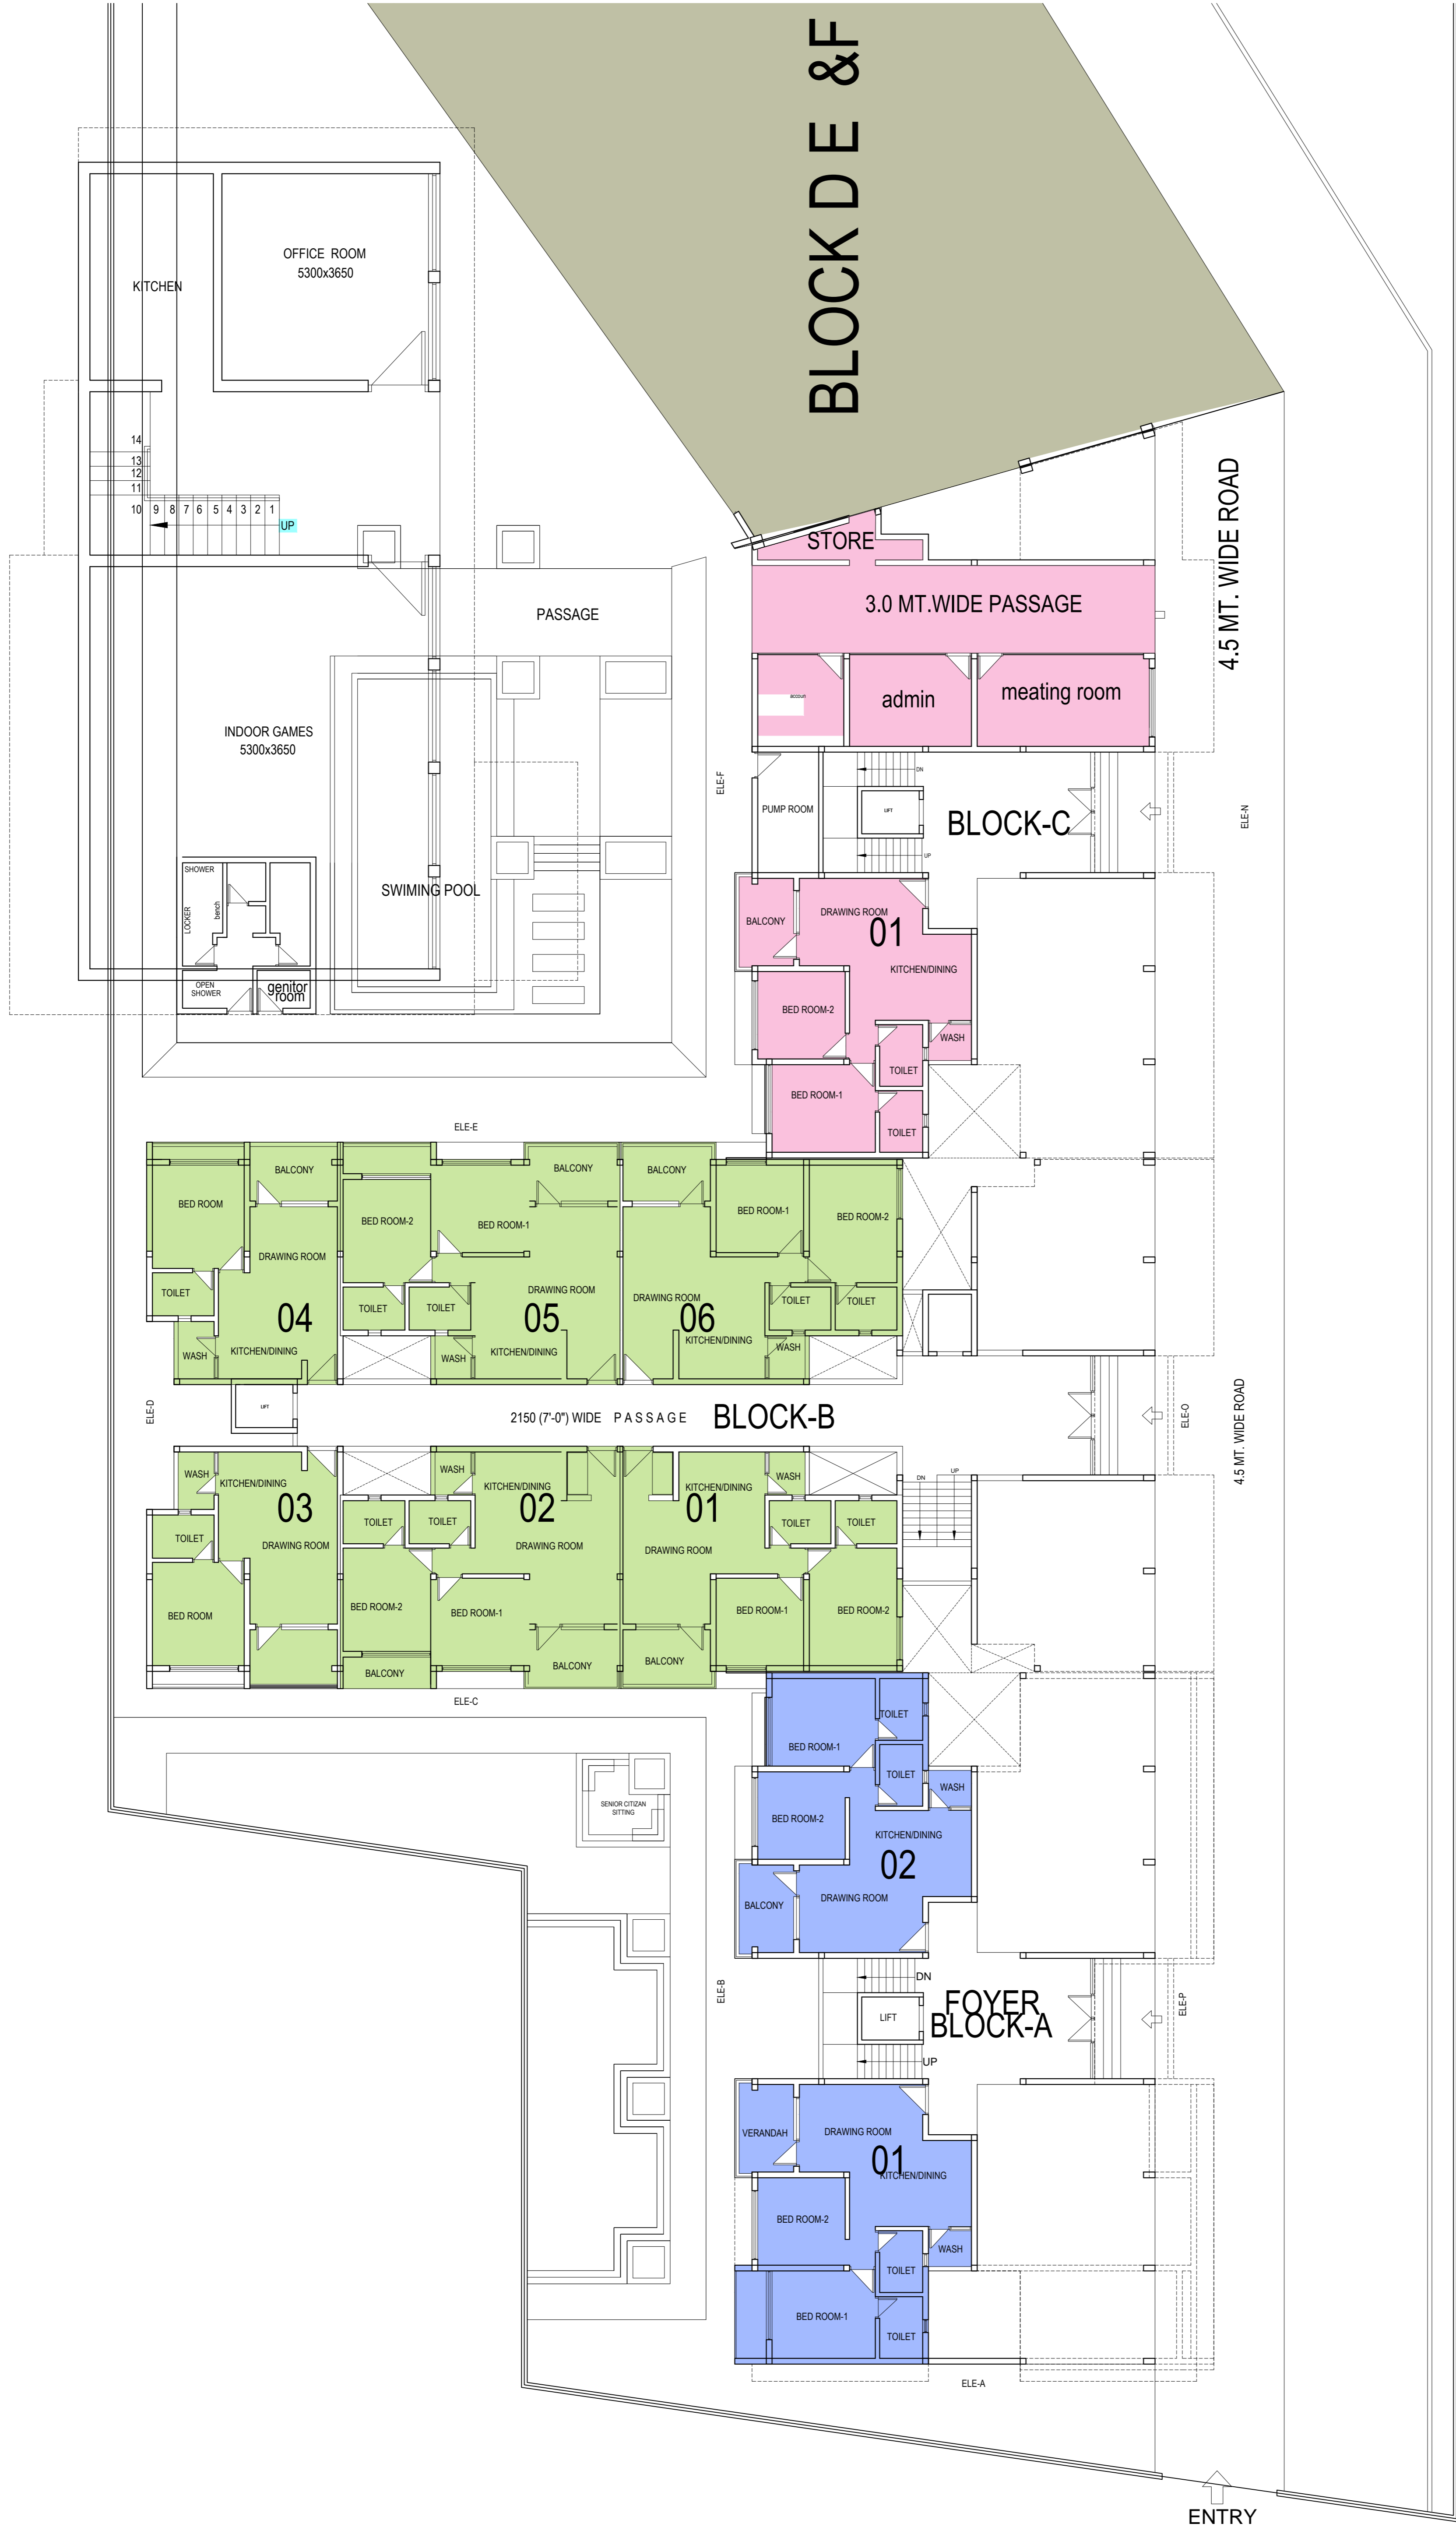 BLOCK D E &F
OFFICE ROOM
5300x3650
KITCHEN
14
13
12
11
10 9 8 7 6 5 4 3 2 1
UP
4.5 MT. WIDE ROAD
STORE
3.0 MT.WIDE PASSAGE
PASSAGE
accoun
admin
meating room
INDOOR GAMES
5300x3650
ELE-F
DN
PUMP ROOM
LIFT
BLOCK-C
ELE-N
UP
SHOWER
LOCKER
bench
SWIMING POOL
OPEN
SHOWER
genitor
room
BALCONY
DRAWING ROOM
01
KITCHEN/DINING
BED ROOM-2
WASH
TOILET
BED ROOM-1
TOILET
ELE-E
BALCONY
BED ROOM
DRAWING ROOM
TOILET
04
WASH
KITCHEN/DINING
BALCONY
BED ROOM-2
BED ROOM-1
DRAWING ROOM
TOILET
TOILET
05
WASH
KITCHEN/DINING
BALCONY
BED ROOM-1
BED ROOM-2
DRAWING ROOM
06
TOILET
TOILET
KITCHEN/DINING
WASH
ELE-D
LIFT
2150 (7'-0") WIDE P A S S A G E
BLOCK-B
ELE-O
4.5 MT. WIDE ROAD
WASH
KITCHEN/DINING
03
TOILET
DRAWING ROOM
BED ROOM
WASH
KITCHEN/DINING
02
TOILET
TOILET
DRAWING ROOM
BED ROOM-2
BED ROOM-1
BALCONY
BALCONY
KITCHEN/DINING
WASH
01
TOILET
TOILET
DRAWING ROOM
BED ROOM-1
BED ROOM-2
BALCONY
DN
UP
ELE-C
TOILET
BED ROOM-1
TOILET
WASH
BED ROOM-2
KITCHEN/DINING
02
DRAWING ROOM
BALCONY
SENIOR CITIZAN
SITTING
ELE-B
DN
LIFT
FOYER
BLOCK-A
UP
ELE-P
VERANDAH
DRAWING ROOM
01
KITCHEN/DINING
BED ROOM-2
WASH
TOILET
BED ROOM-1
TOILET
ELE-A
ENTRY